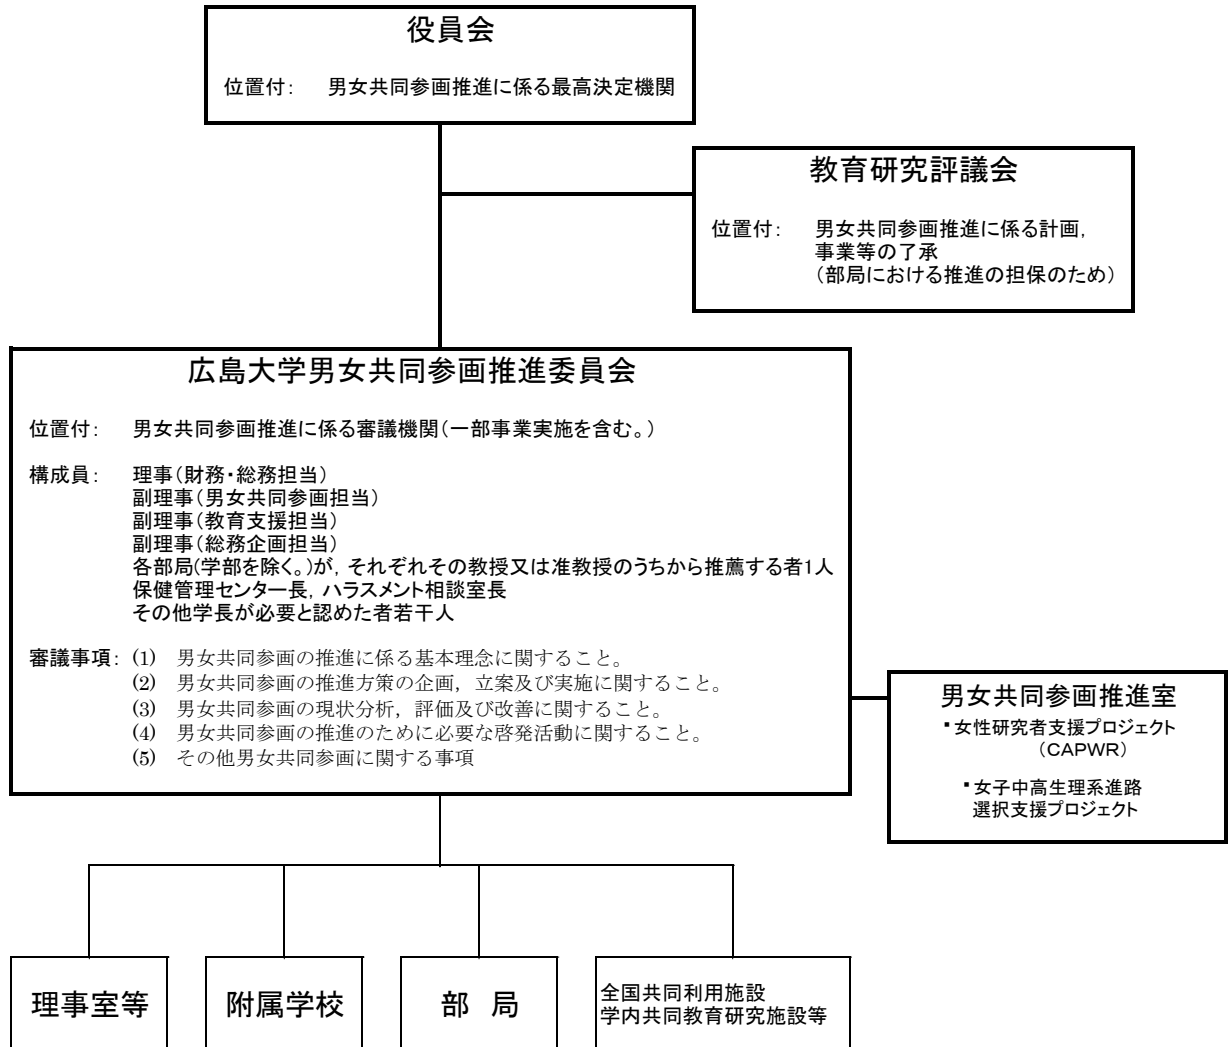 役員会
位置付： 男女共同参画推進に係る最高決定機関
教育研究評議会
位置付： 男女共同参画推進に係る計画，
事業等の了承
（部局における推進の担保のため）
広島大学男女共同参画推進委員会
位置付： 男女共同参画推進に係る審議機関（一部事業実施を含む。）
構成員： 理事（財務・総務担当）
副理事（男女共同参画担当）
副理事（教育支援担当）
副理事（総務企画担当）
各部局(学部を除く。)が，それぞれその教授又は准教授のうちから推薦する者1人
保健管理センター長，ハラスメント相談室長
その他学長が必要と認めた者若干人
審議事項： (1) 男女共同参画の推進に係る基本理念に関すること。
(2) 男女共同参画の推進方策の企画，立案及び実施に関すること。
(3) 男女共同参画の現状分析，評価及び改善に関すること。
(4) 男女共同参画の推進のために必要な啓発活動に関すること。
(5) その他男女共同参画に関する事項
男女共同参画推進室
▪女性研究者支援プロジェクト
（CAPWR）
▪女子中高生理系進路
選択支援プロジェクト
理事室等
附属学校
部 局
全国共同利用施設
学内共同教育研究施設等